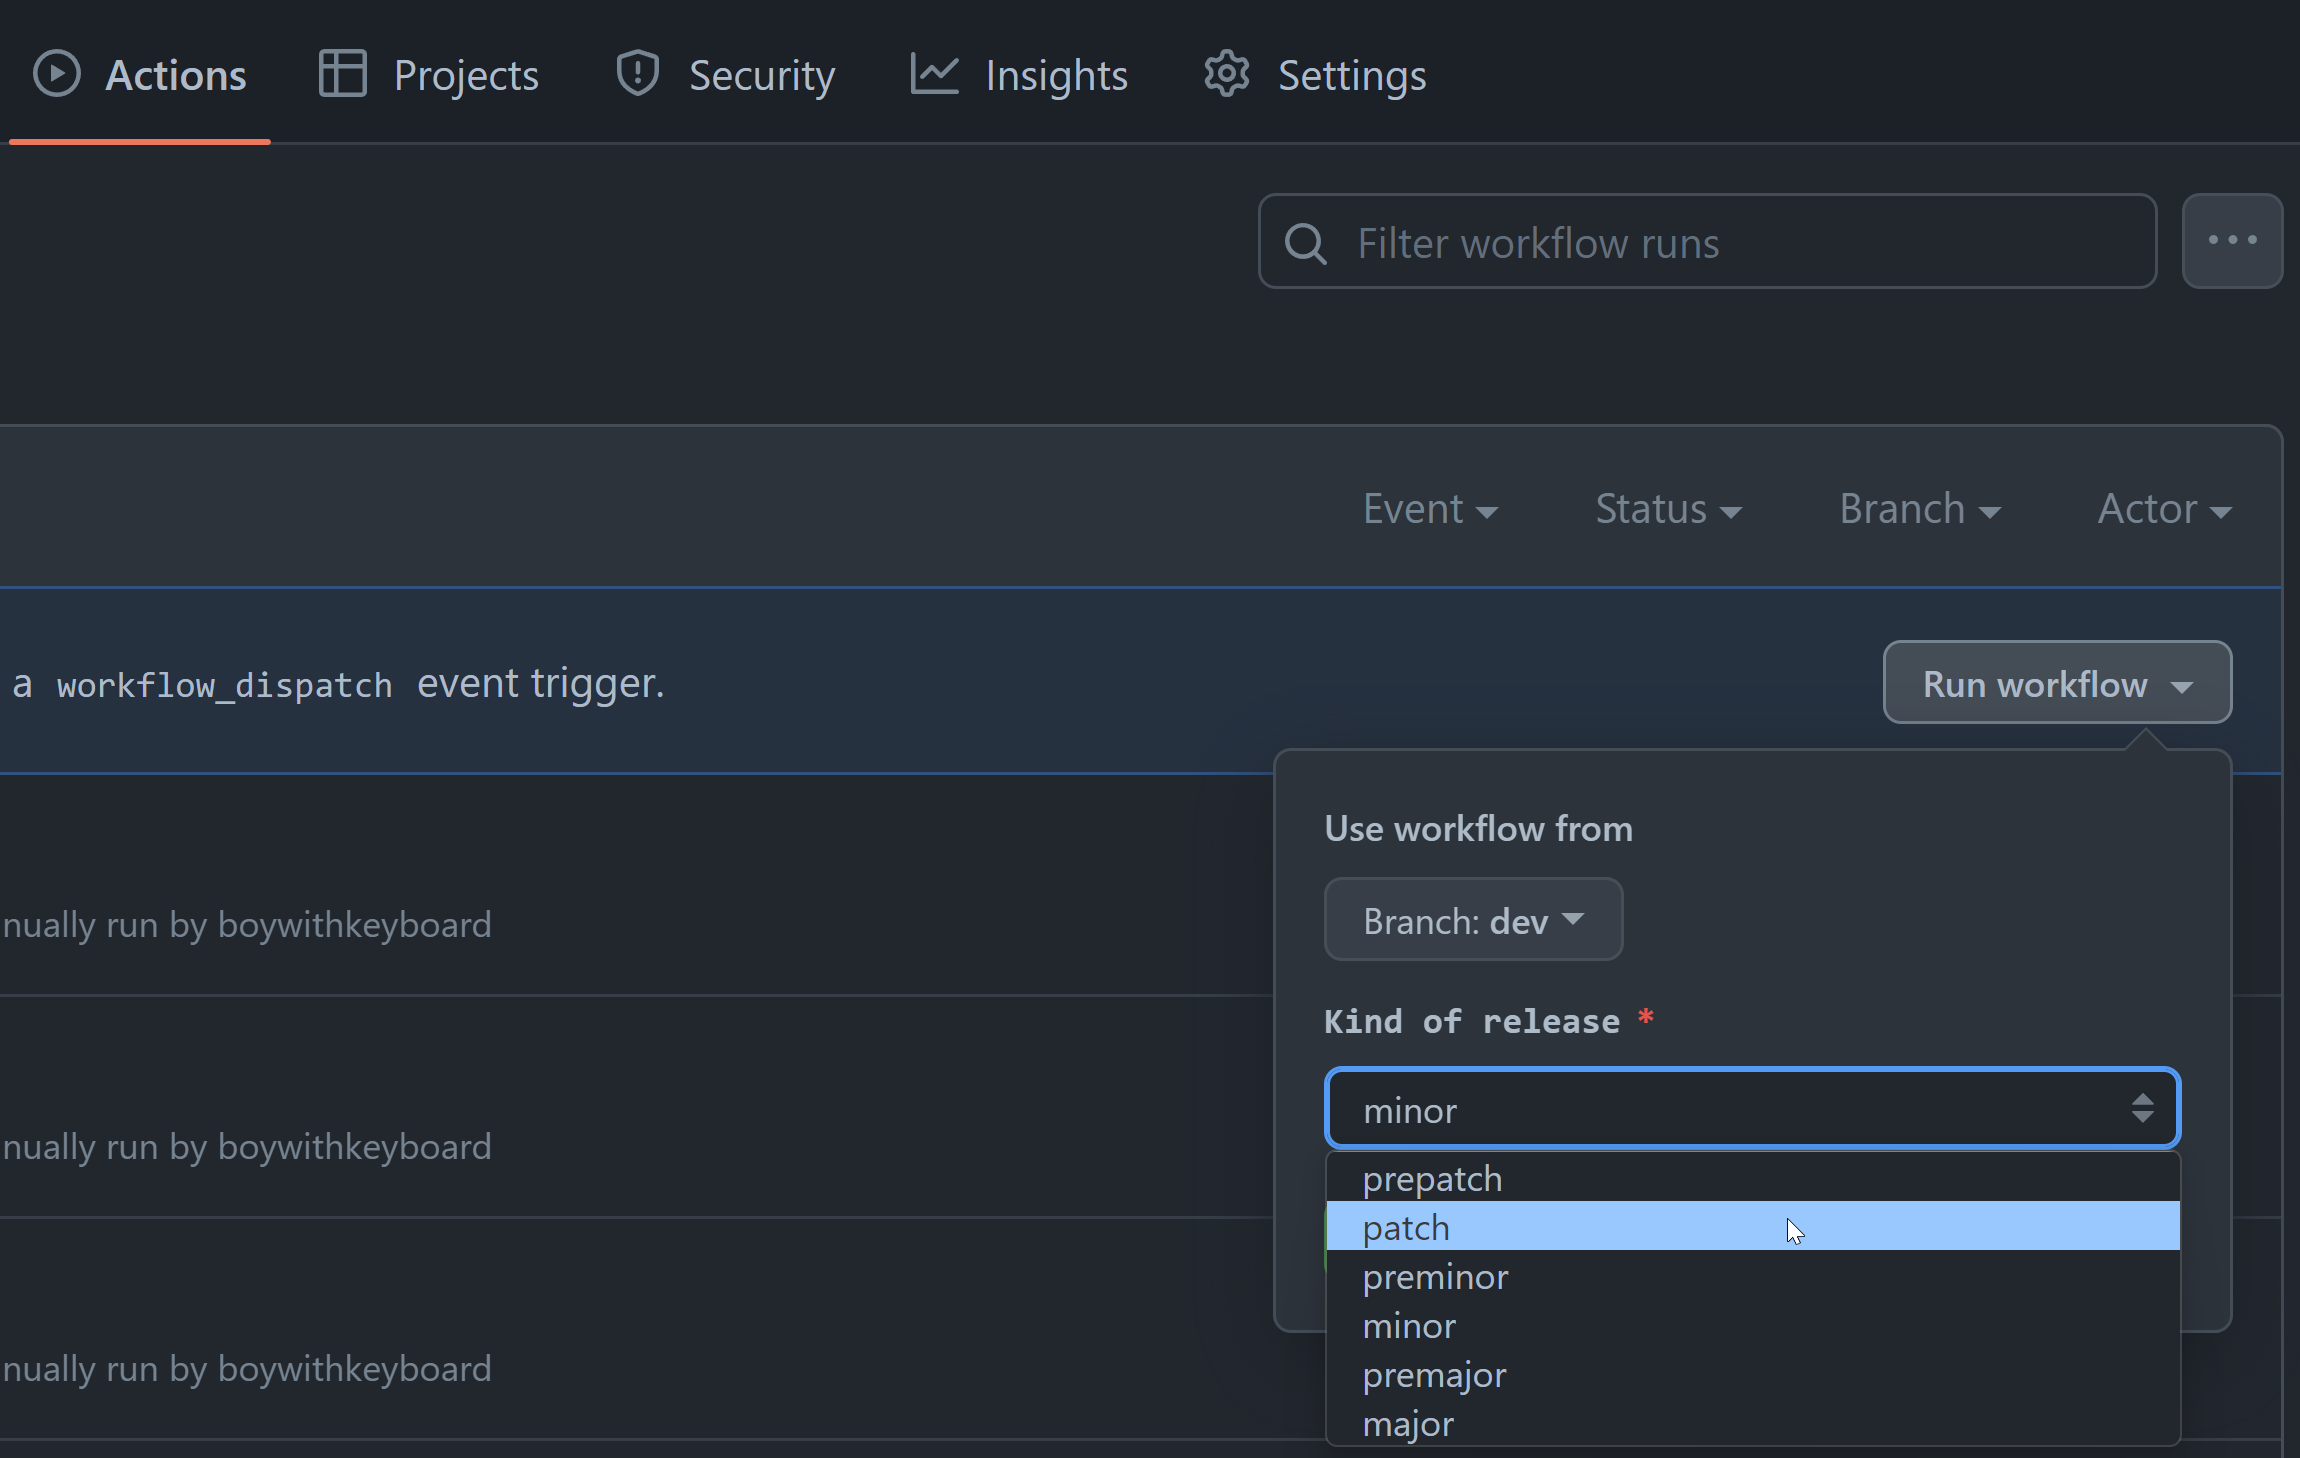 Actions Projects Security Insights Settings
Filter workflow runs
Event Status Branch Actor
a workflow_dispatch event trigger.
Run workflow
Use workflow from
Branch: dev
nually run by boywithkeyboard
Kind of release *
minor
nually run by boywithkeyboard
prepatch
patch
preminor
minor
premajor
nually run by boywithkeyboard
major